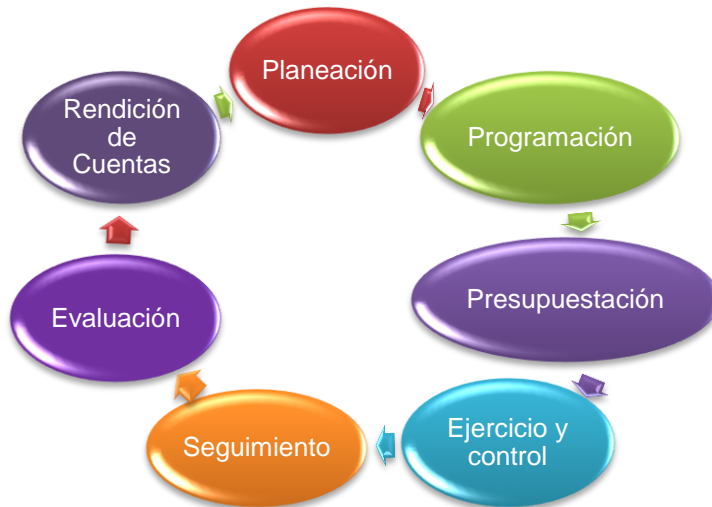 Planeación
Programación
Presupuestación
Ejercicio y
control
Seguimiento
Evaluación
Rendición
de
Cuentas